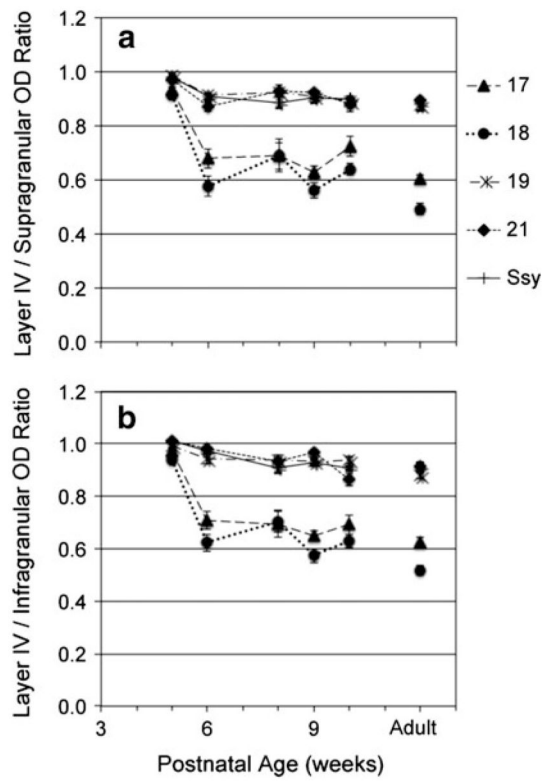 a
Layer IV / Supragranular OD Ratio
1.2
1.0
0.8
0.6
0.4
0.2
0.0
17
18
19
21
Ssy
b
Layer IV / Infragranular OD Ratio
1.2
1.0
0.8
0.6
0.4
0.2
0.0
3 6 9 Adult
Postnatal Age (weeks)